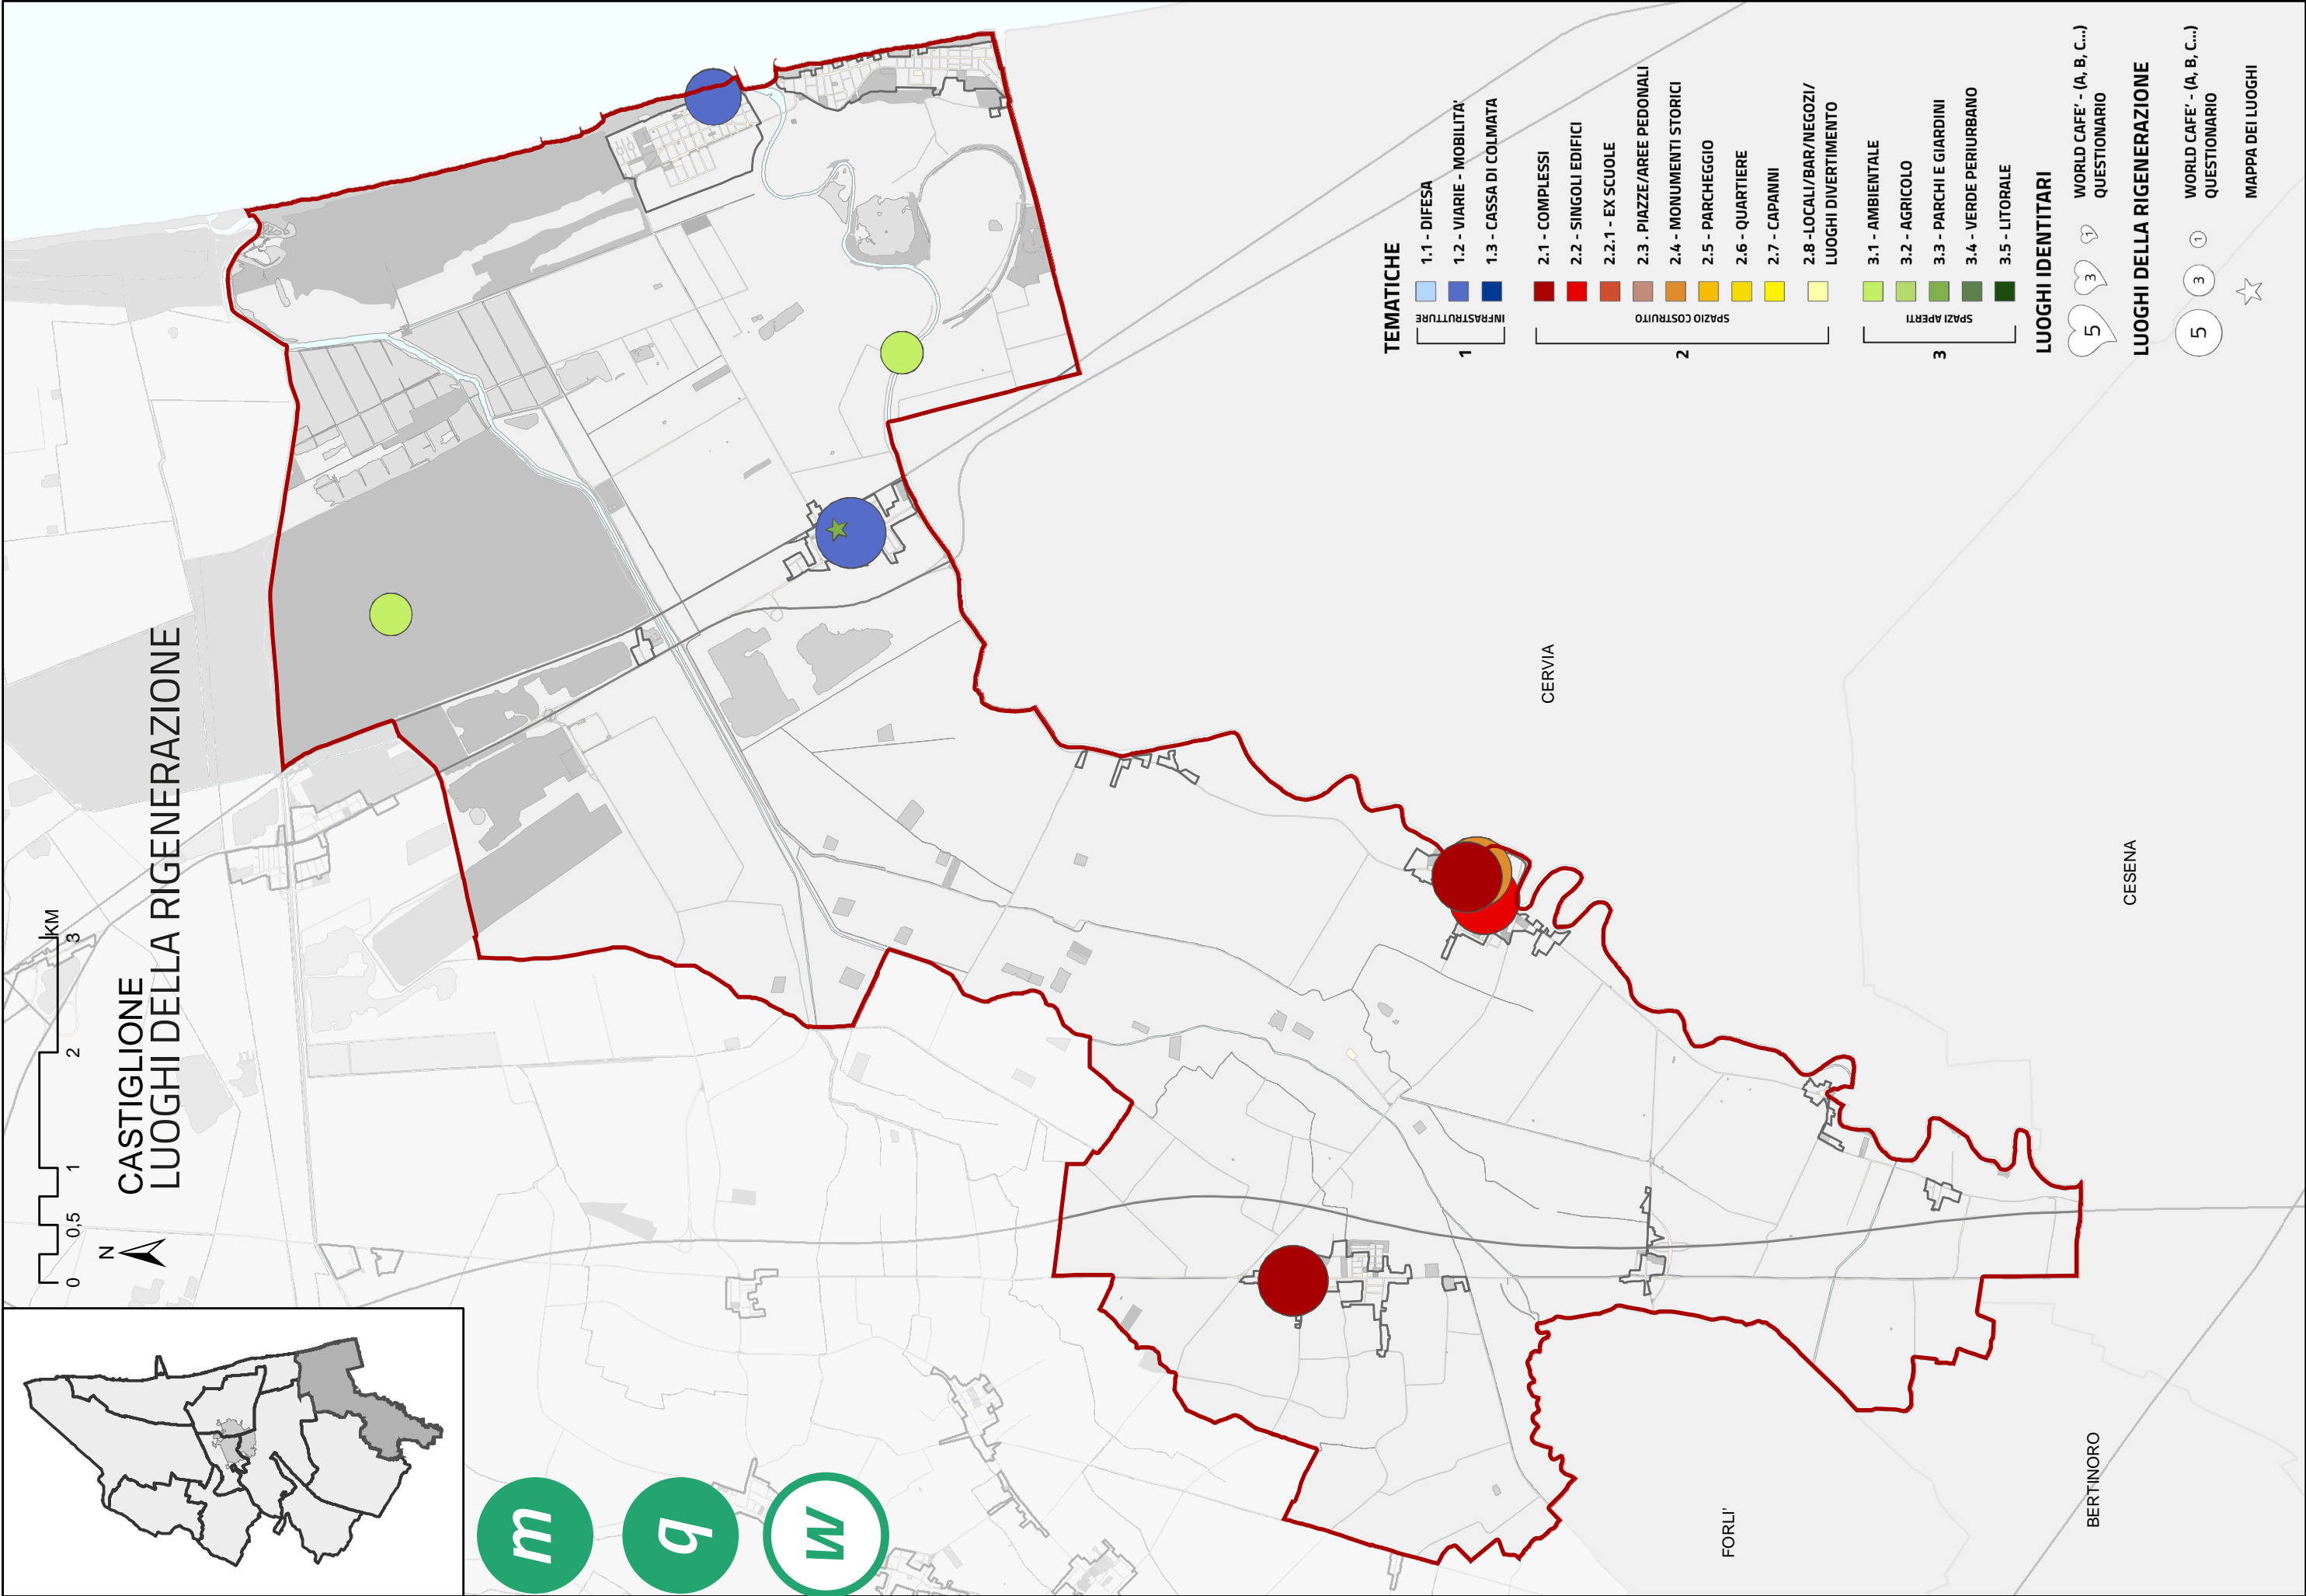 CASTIGLIONE
LUOGHI DELLA RIGENERAZIONE
0
0,5
1
2
3
KM
N
m
q
w
CERVIA
CESENA
FORLI'
BERTINORO
TEMATICHE
1
INFRASTRUTTURE
1.1 - DIFESA
1.2 - VIARIE - MOBILITA'
1.3 - CASSA DI COLMATA
2
SPAZIO COSTRUITO
2.1 - COMPLESSI
2.2 - SINGOLI EDIFICI
2.2.1 - EX SCUOLE
2.3 - PIAZZE/AREE PEDONALI
2.4 - MONUMENTI STORICI
2.5 - PARCHEGGIO
2.6 - QUARTIERE
2.7 - CAPANNI
2.8 -LOCALI/BAR/NEGOZI/
LUOGHI DIVERTIMENTO
3
SPAZI APERTI
3.1 - AMBIENTALE
3.2 - AGRICOLO
3.3 - PARCHI E GIARDINI
3.4 - VERDE PERIURBANO
3.5 - LITORALE
LUOGHI IDENTITARI
5 3 1 WORLD CAFE' - (A, B, C...)
QUESTIONARIO
LUOGHI DELLA RIGENERAZIONE
5 3 1 WORLD CAFE' - (A, B, C...)
QUESTIONARIO
MAPPA DEI LUOGHI